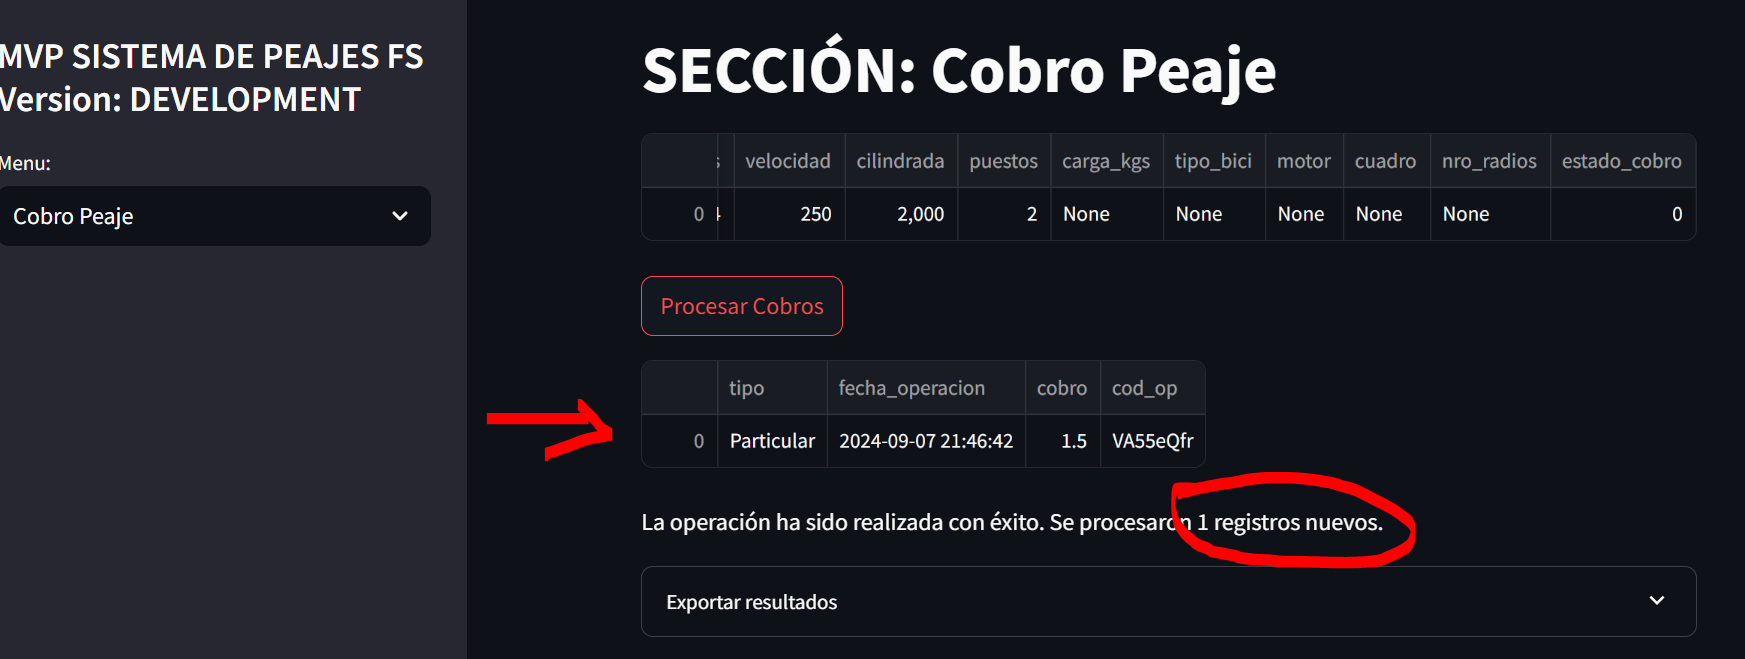 MVP SISTEMA DE PEAJES FS
Version: DEVELOPMENT
Menu:
Cobro Peaje
SECCIÓN: Cobro Peaje
s velocidad cilindrada puestos carga_kgs tipo_bici motor cuadro nro_radios estado_cobro
0 4 250 2,000 2 None None None None None 0
Procesar Cobros
tipo fecha_operacion cobro cod_op
0 Particular 2024-09-07 21:46:42 1.5 VA55eQfr
La operación ha sido realizada con éxito. Se procesaron 1 registros nuevos.
Exportar resultados